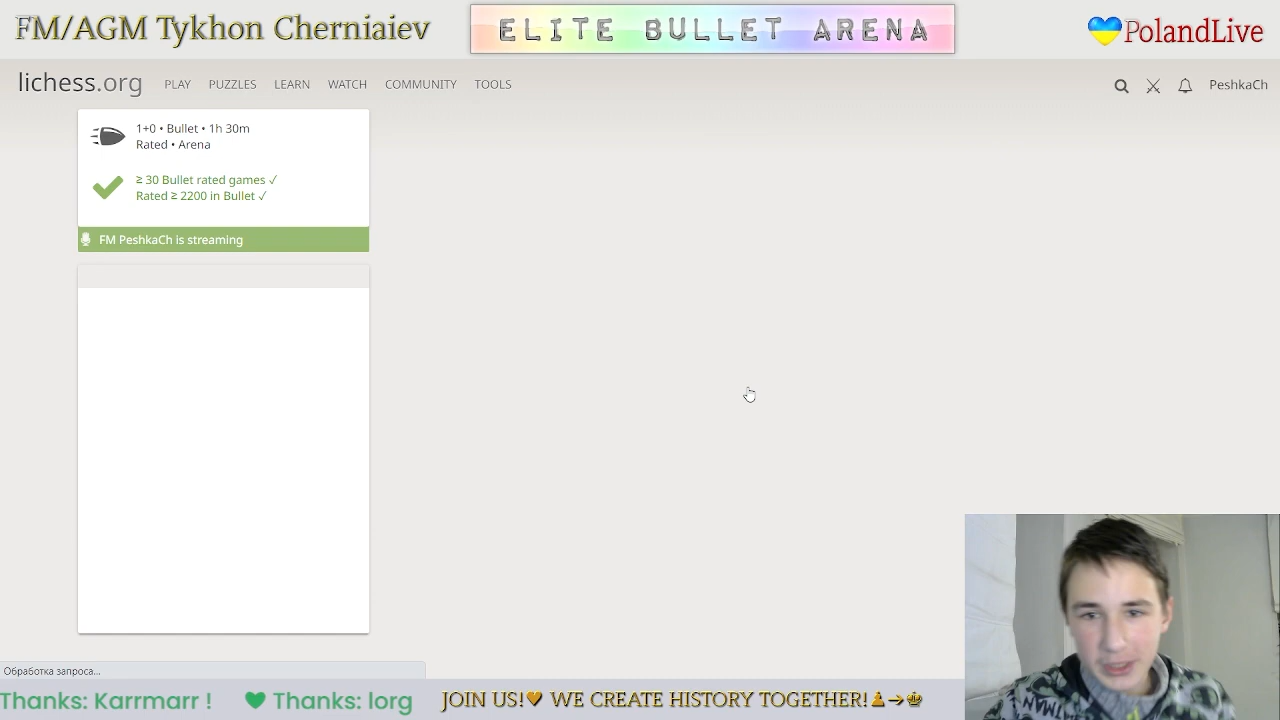 FM/AGM Tykhon Cherniaiev
ELITE BULLET ARENA
PolandLive
lichess.org PLAY PUZZLES LEARN WATCH COMMUNITY TOOLS PeshkaCh
1+0 • Bullet • 1h 30m
Rated • Arena
≥ 30 Bullet rated games ✓
Rated ≥ 2200 in Bullet ✓
FM PeshkaCh is streaming
Обработка запроса...
Thanks: Karrmarr ! Thanks: lorg
JOIN US! WE CREATE HISTORY TOGETHER!
BATMAN